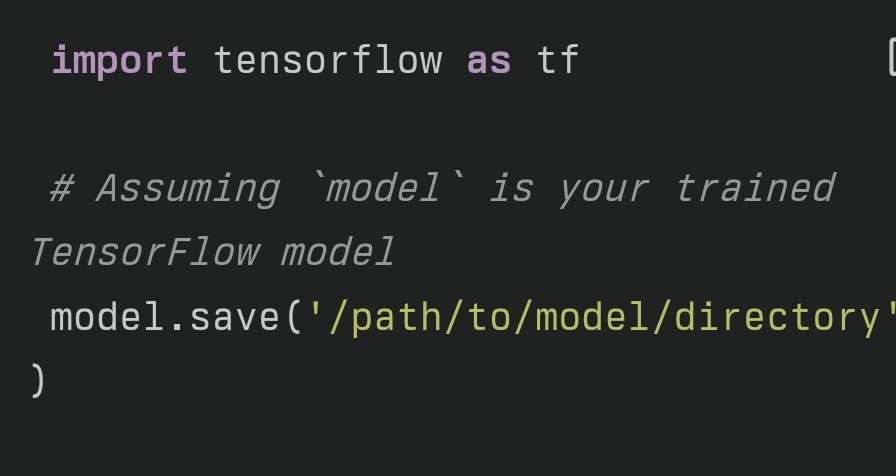 import tensorflow as tf
# Assuming `model` is your trained
TensorFlow model
model.save('/path/to/model/directory'
)